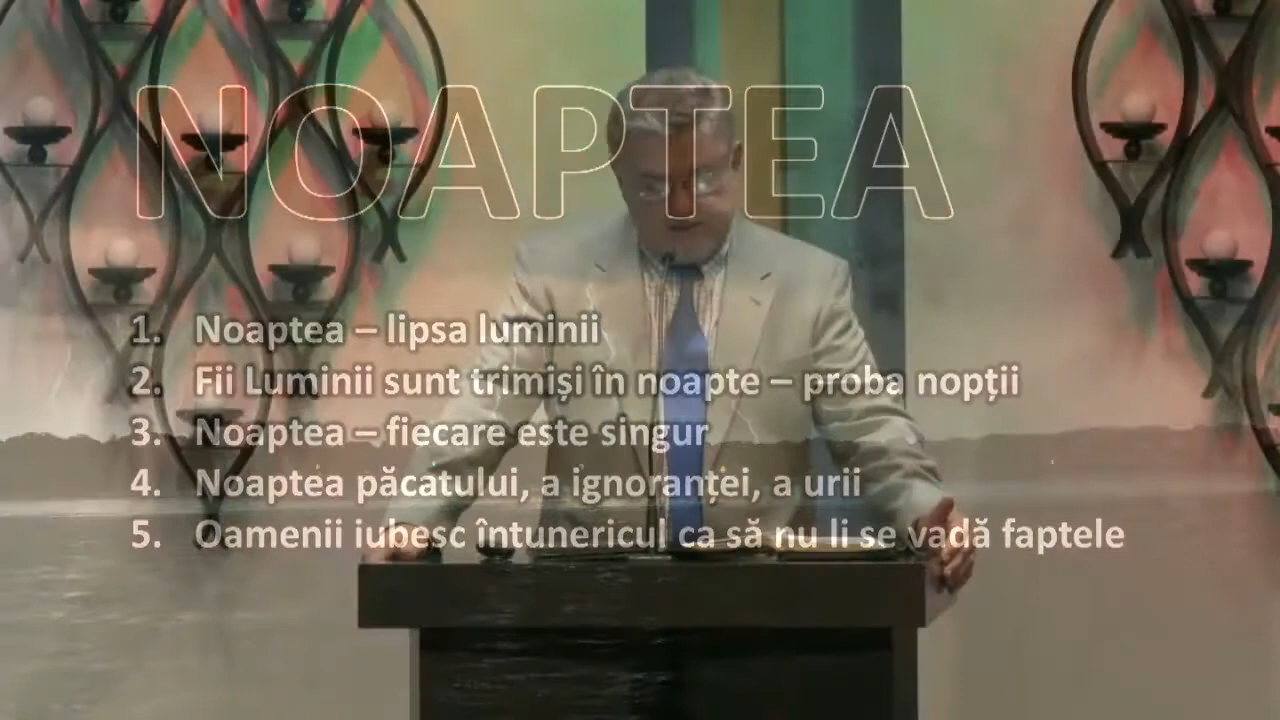 NOAPTEA
1. Noaptea – lipsa luminii
2. Fii Luminii sunt trimiși în noapte – proba nopții
3. Noaptea – fiecare este singur
4. Noaptea păcatului, a ignoranței, a urii
5. Oamenii iubesc întunericul ca să nu li se vadă faptele